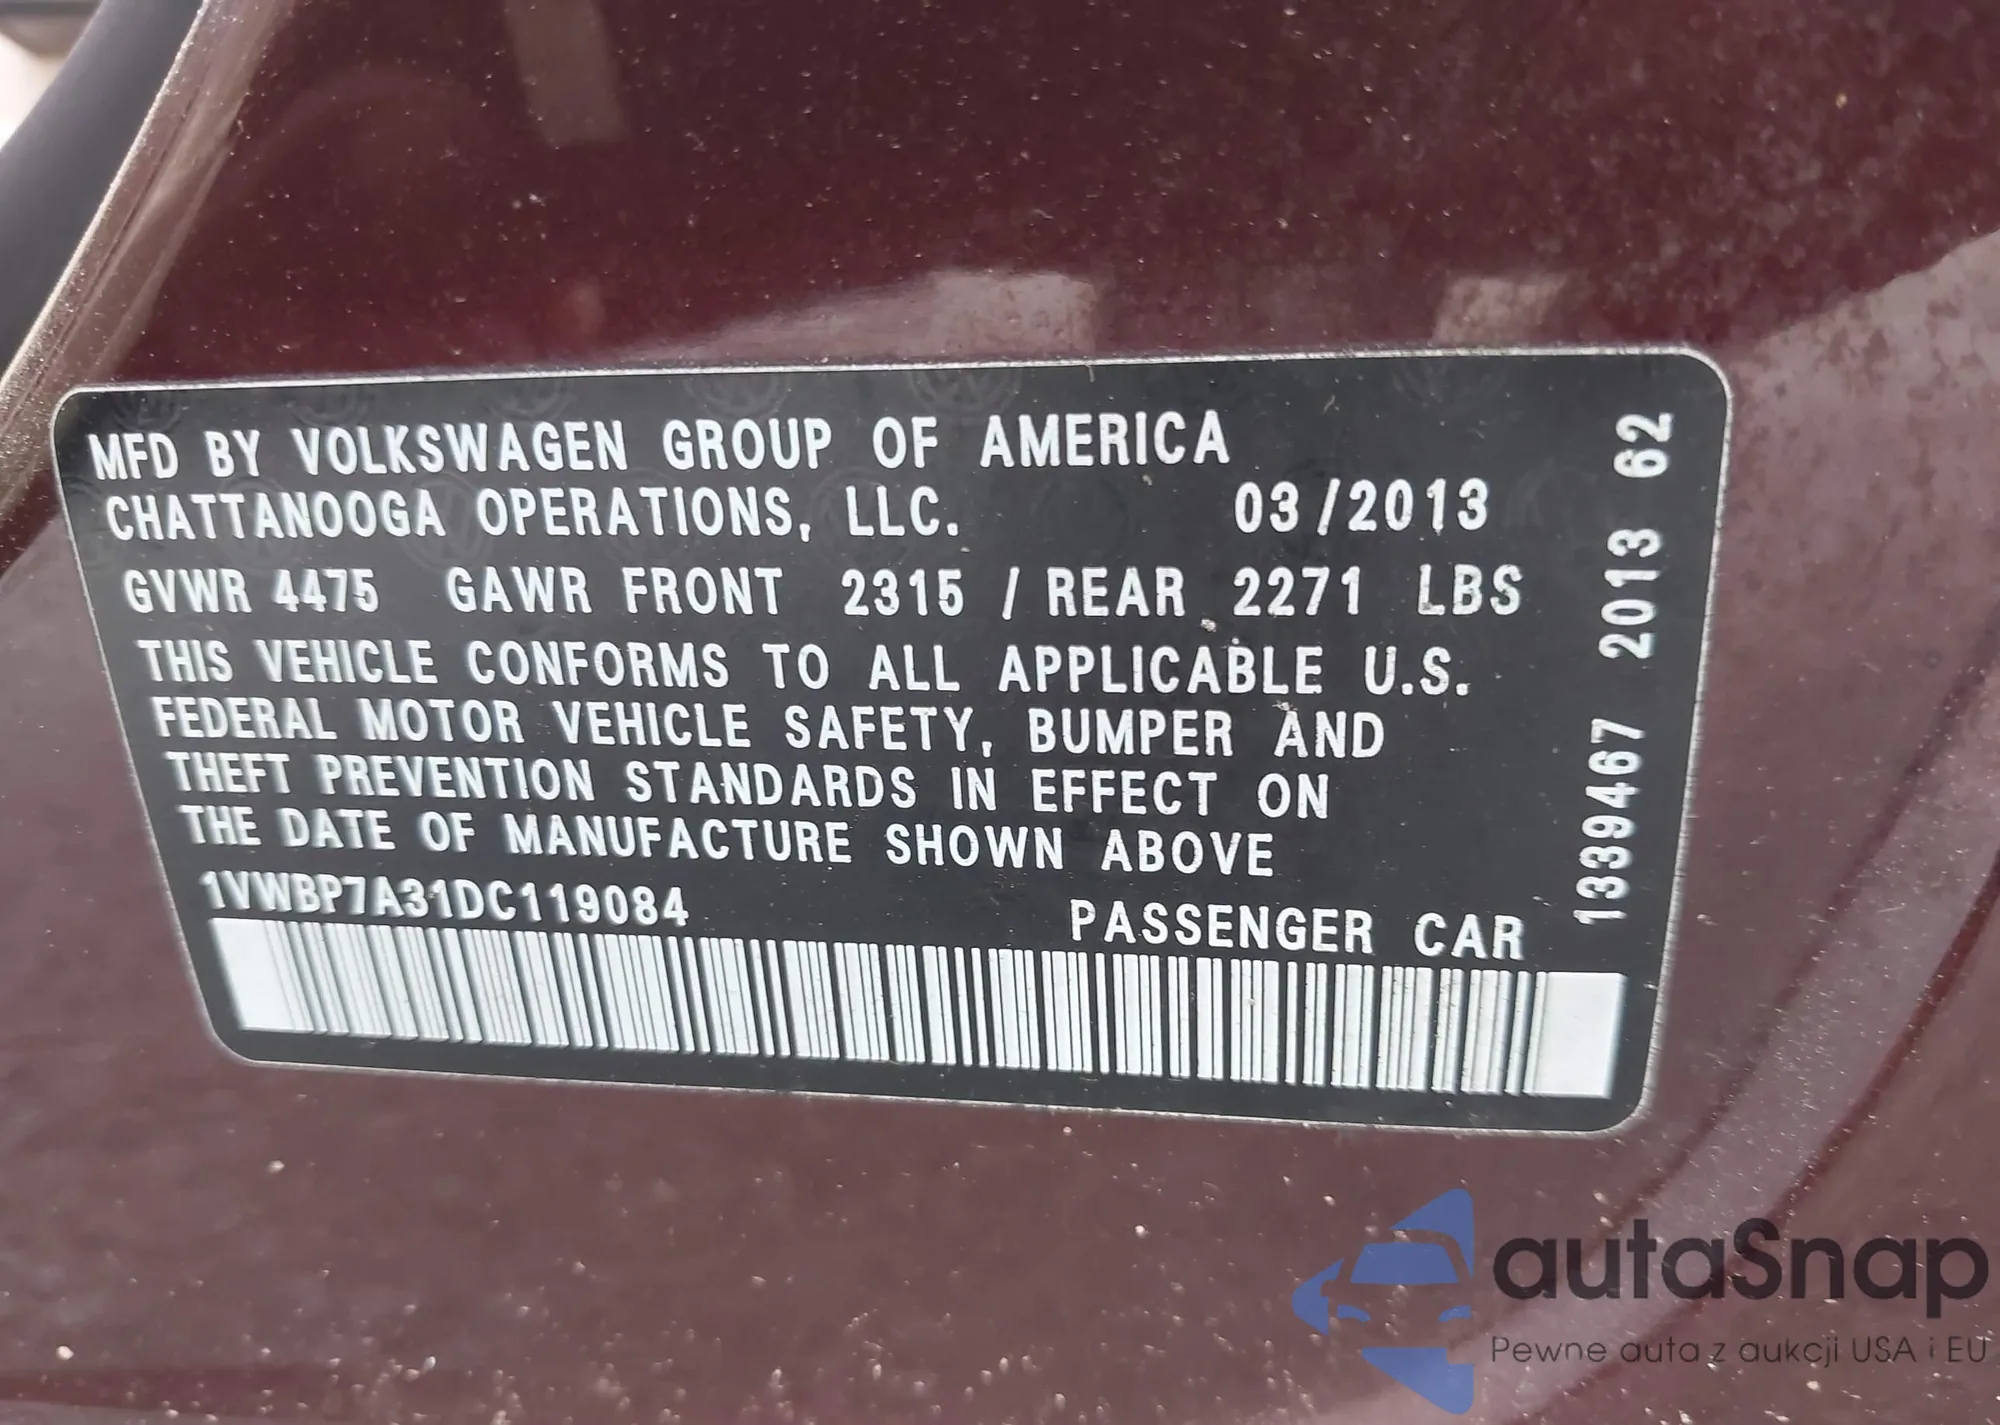 MFD BY VOLKSWAGEN GROUP OF AMERICA
CHATTANOOGA OPERATIONS, LLC. 03/2013
GVWR 4475 GAWR FRONT 2315 / REAR 2271 LBS
THIS VEHICLE CONFORMS TO ALL APPLICABLE U.S.
FEDERAL MOTOR VEHICLE SAFETY, BUMPER AND
THEFT PREVENTION STANDARDS IN EFFECT ON
THE DATE OF MANUFACTURE SHOWN ABOVE
1VWBP7A31DC119084 PASSENGER CAR
1339467 2013 62
autaSnap
Pewne auta z aukcji USA i EU